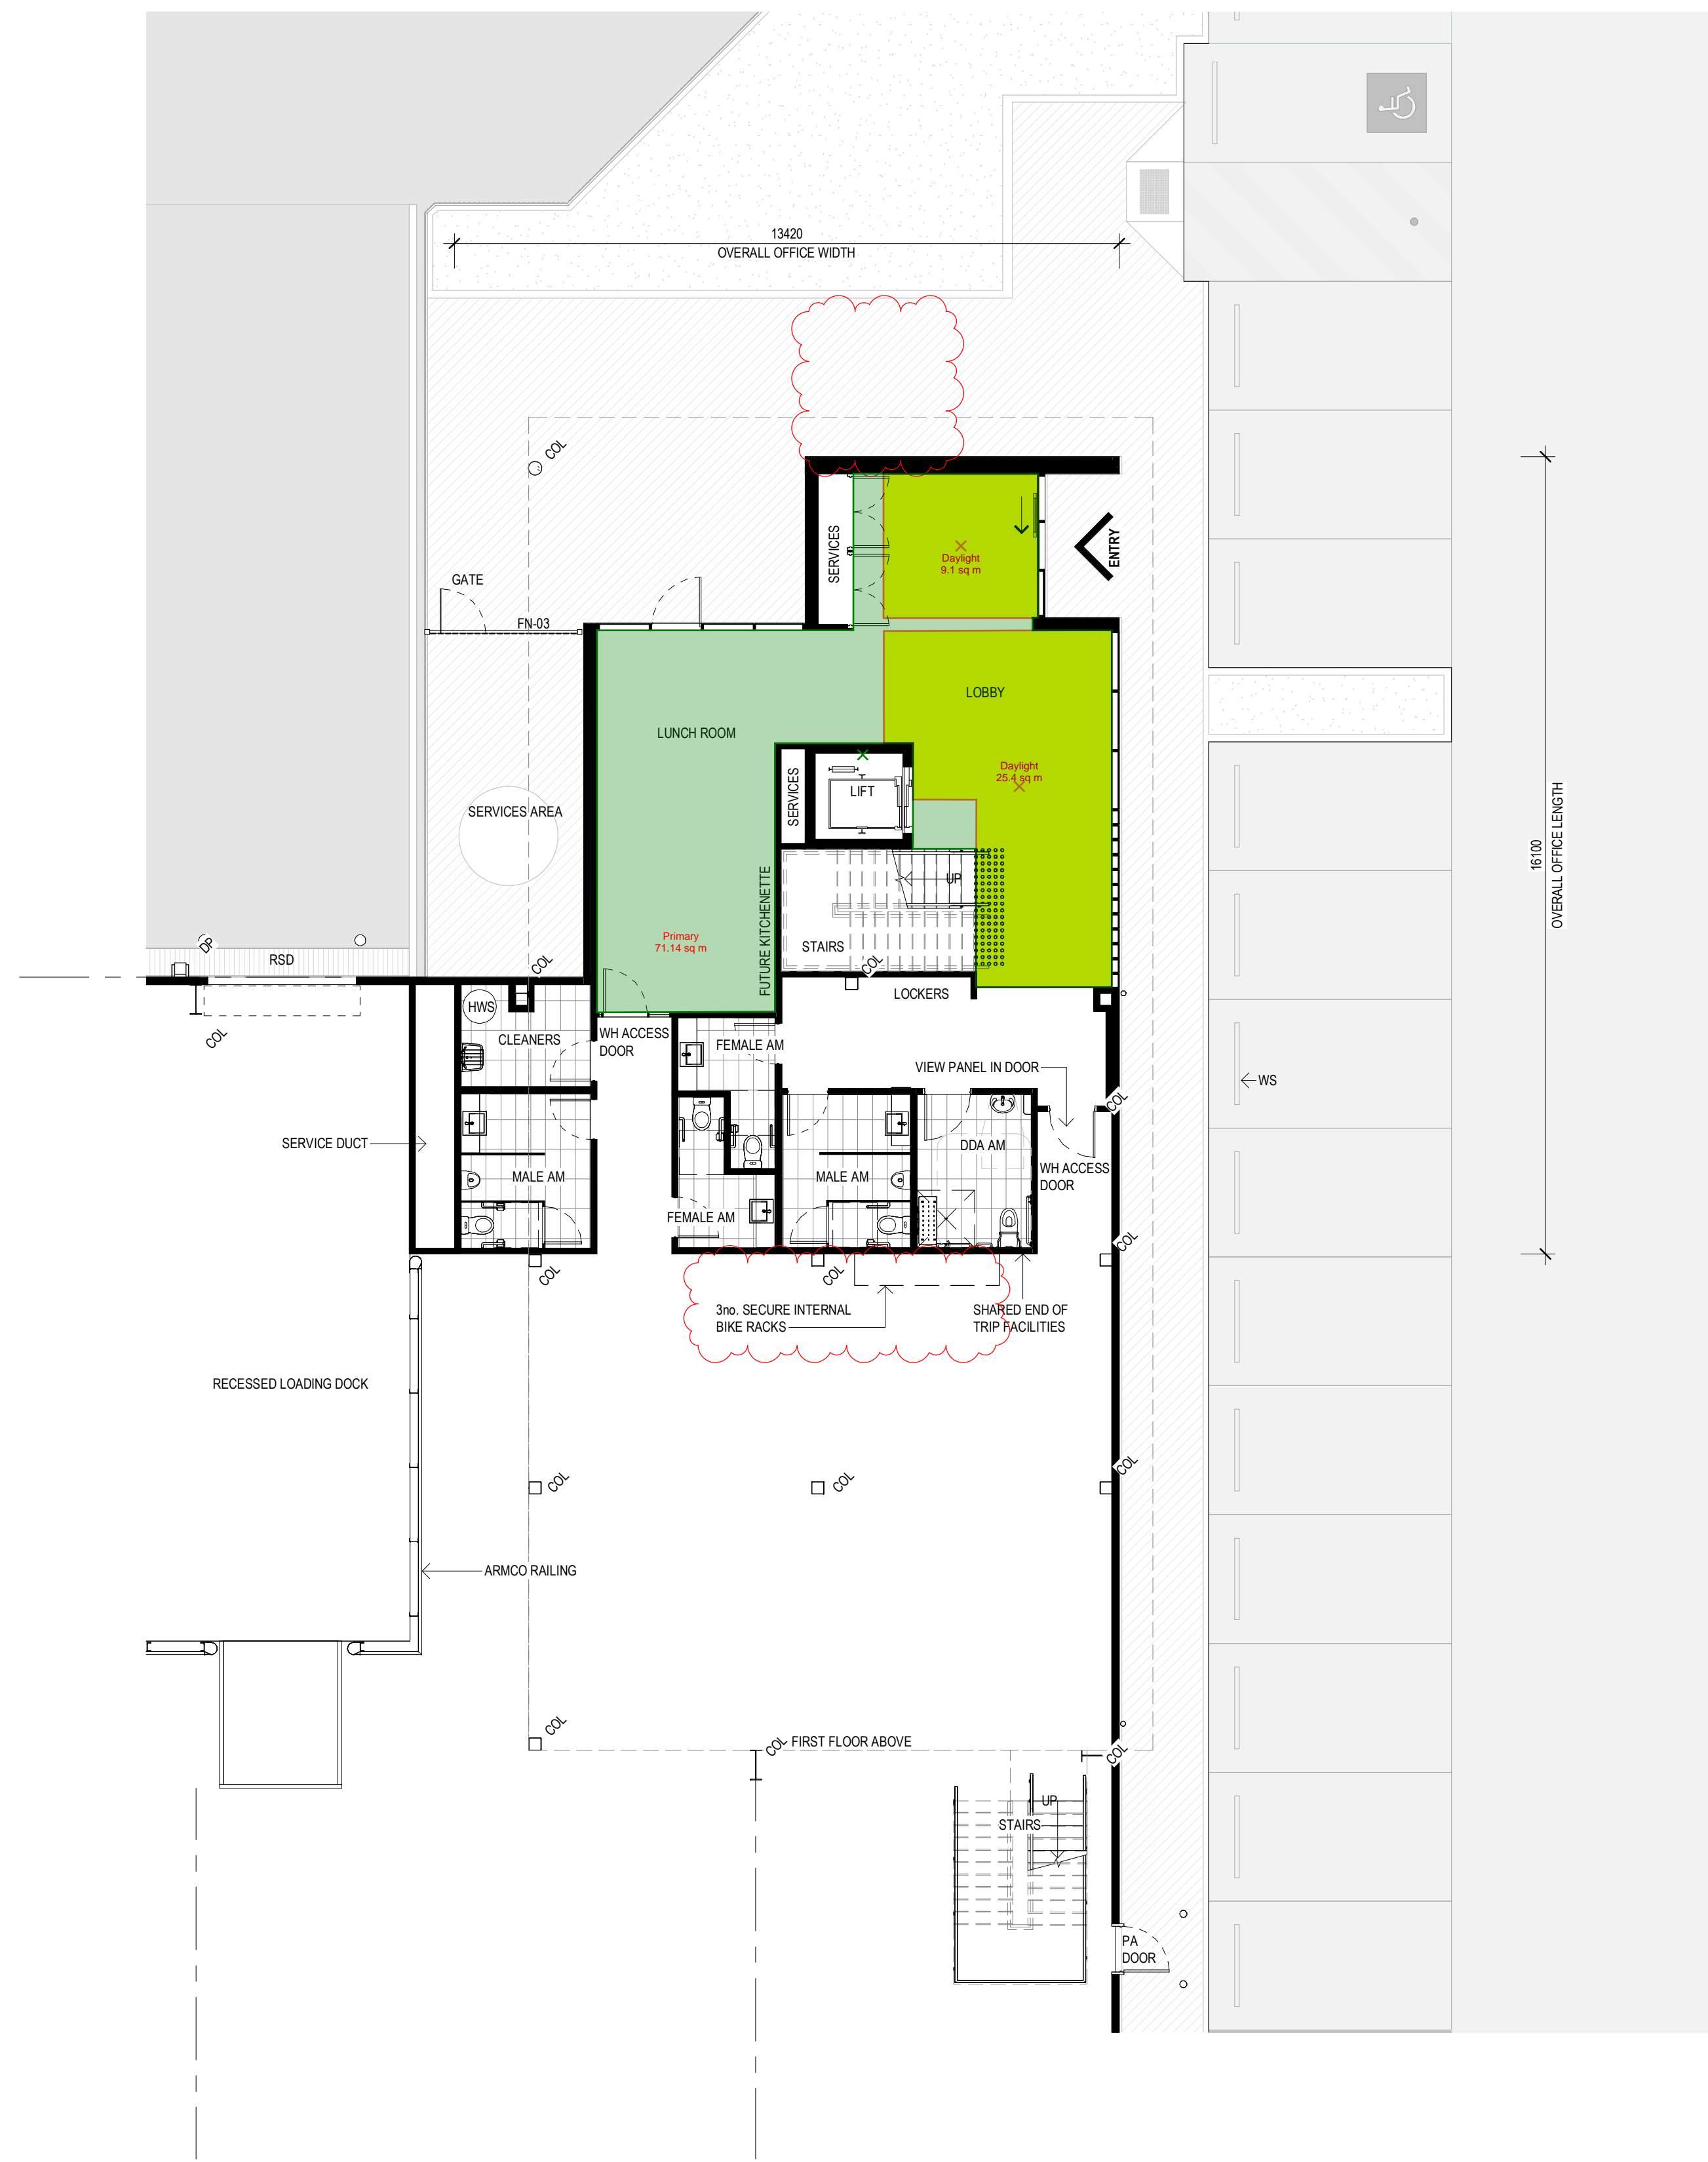 13420
OVERALL OFFICE WIDTH
COL
SERVICES
ENTRY
Daylight
9.1 sq m
GATE
FN-03
LOBBY
LUNCH ROOM
Daylight
25.4 sq m
SERVICES
LIFT
SERVICES AREA
16100
OVERALL OFFICE LENGTH
UP
FUTURE KITCHENETTE
Primary
71.14 sq m
STAIRS
DP
RSD
COL
COL
LOCKERS
HWS
COL
CLEANERS
WH ACCESS
DOOR
FEMALE AM
VIEW PANEL IN DOOR
WS
COL
SERVICE DUCT
DDA AM
MALE AM
MALE AM
WH ACCESS
DOOR
FEMALE AM
COL
COL
COL
3no. SECURE INTERNAL
BIKE RACKS
SHARED END OF
TRIP FACILITIES
RECESSED LOADING DOCK
COL
COL
COL
ARMCO RAILING
COL
COL
FIRST FLOOR ABOVE
COL
UP
STAIRS
PA
DOOR